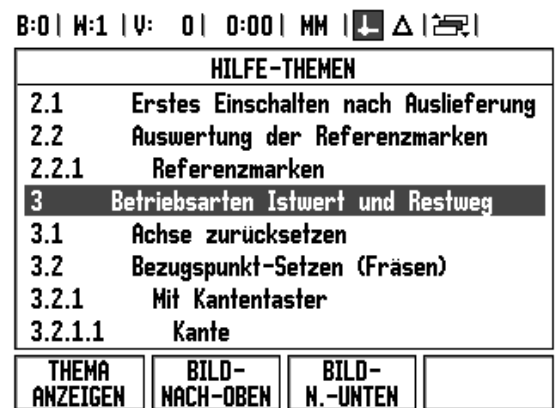 B:0| W:1 |V: 0| 0:00| MM |
HILFE-THEMEN
2.1 Erstes Einschalten nach Auslieferung
2.2 Auswertung der Referenzmarken
2.2.1 Referenzmarken
3 Betriebsarten Istwert und Restweg
3.1 Achse zurücksetzen
3.2 Bezugspunkt-Setzen (Fräsen)
3.2.1 Mit Kantentaster
3.2.1.1 Kante
THEMA
ANZEIGEN
BILD-
NACH-OBEN
BILD-
N.-UNTEN